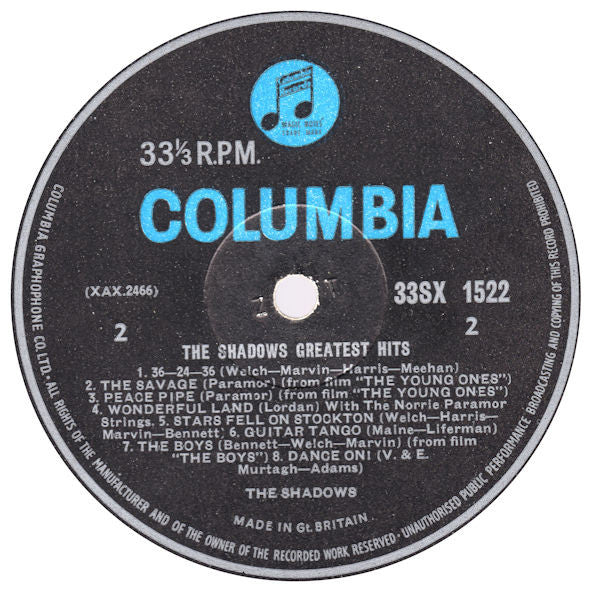 Columbia
Records
MAGIC NOTES
TRADE MARK
33⅓ R.P.M.
COLUMBIA
(XAX.2466)
33SX 1522
2
2
THE SHADOWS GREATEST HITS
1. 36—24—36 (Welch—Marvin—Harris—Meehan)
2. THE SAVAGE (Paramor) (from film "THE YOUNG ONES")
3. PEACE PIPE (Paramor) (from film "THE YOUNG ONES")
4. WONDERFUL LAND (Lordan) With The Norrie Paramor
Strings. 5. STARS FELL ON STOCKTON (Welch—Harris—
Marvin—Bennett) 6. GUITAR TANGO (Maine—Liferman)
7. THE BOYS (Bennett—Welch—Marvin) (from film
"THE BOYS") 8. DANCE ON! (V. & E.
Murtagh—Adams)
THE SHADOWS
MADE IN Gt. BRITAIN
COLUMBIA GRAPHOPHONE CO. LTD. · ALL RIGHTS OF THE MANUFACTURER AND OF THE OWNER OF THE RECORDED WORK RESERVED · UNAUTHORISED PUBLIC PERFORMANCE BROADCASTING AND COPYING OF THIS RECORD PROHIBITED